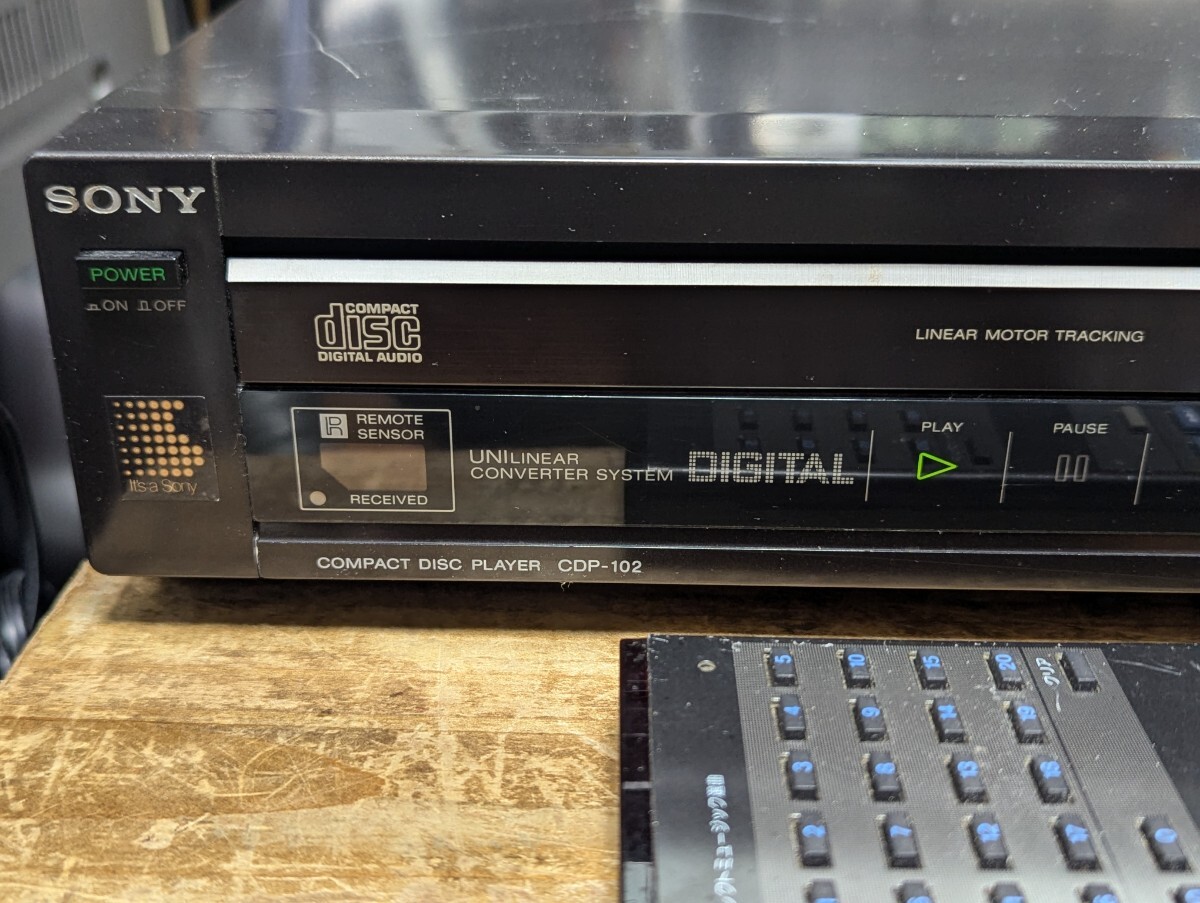 SONY
POWER
ON OFF
COMPACT
disc
DIGITAL AUDIO
LINEAR MOTOR TRACKING
It's a Sony
R REMOTE
SENSOR
RECEIVED
UNILINEAR
CONVERTER SYSTEM
DIGITAL
PLAY
PAUSE
COMPACT DISC PLAYER CDP-102
5 10 15 20
4 9 14 19
3 8 13 18
2 7 12 17 0